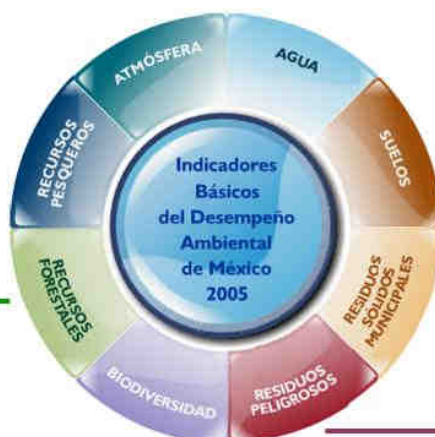 ATMÓSFERA
AGUA
SUELOS
RESIDUOS
SÓLIDOS
MUNICIPALES
RESIDUOS
PELIGROSOS
BIODIVERSIDAD
RECURSOS
FORESTALES
RECURSOS
PESQUEROS
Indicadores
Básicos
del Desempeño
Ambiental
de México
2005